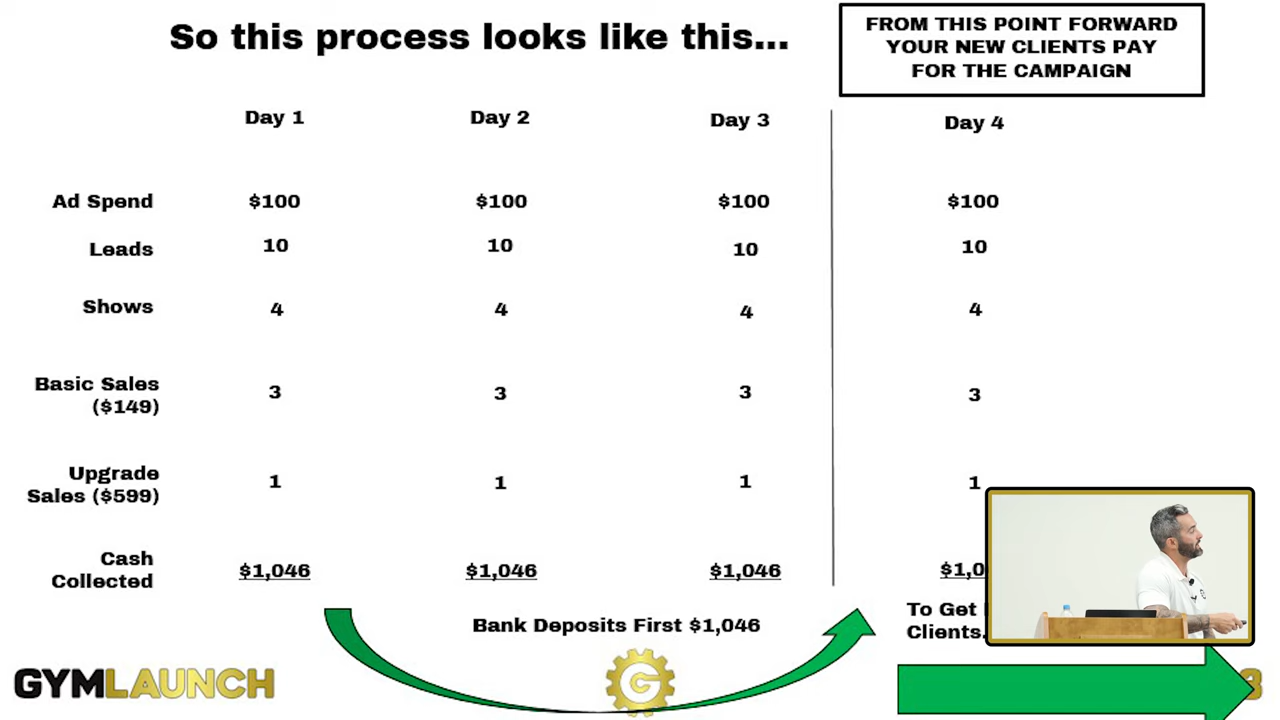 So this process looks like this...
FROM THIS POINT FORWARD
YOUR NEW CLIENTS PAY
FOR THE CAMPAIGN
Day 1 Day 2 Day 3 Day 4
Ad Spend $100 $100 $100 $100
Leads 10 10 10 10
Shows 4 4 4 4
Basic Sales
($149) 3 3 3 3
Upgrade
Sales ($599) 1 1 1 1
Cash
Collected $1,046 $1,046 $1,046 $1,0
Bank Deposits First $1,046
To Get
Clients.
GYMLAUNCH
G